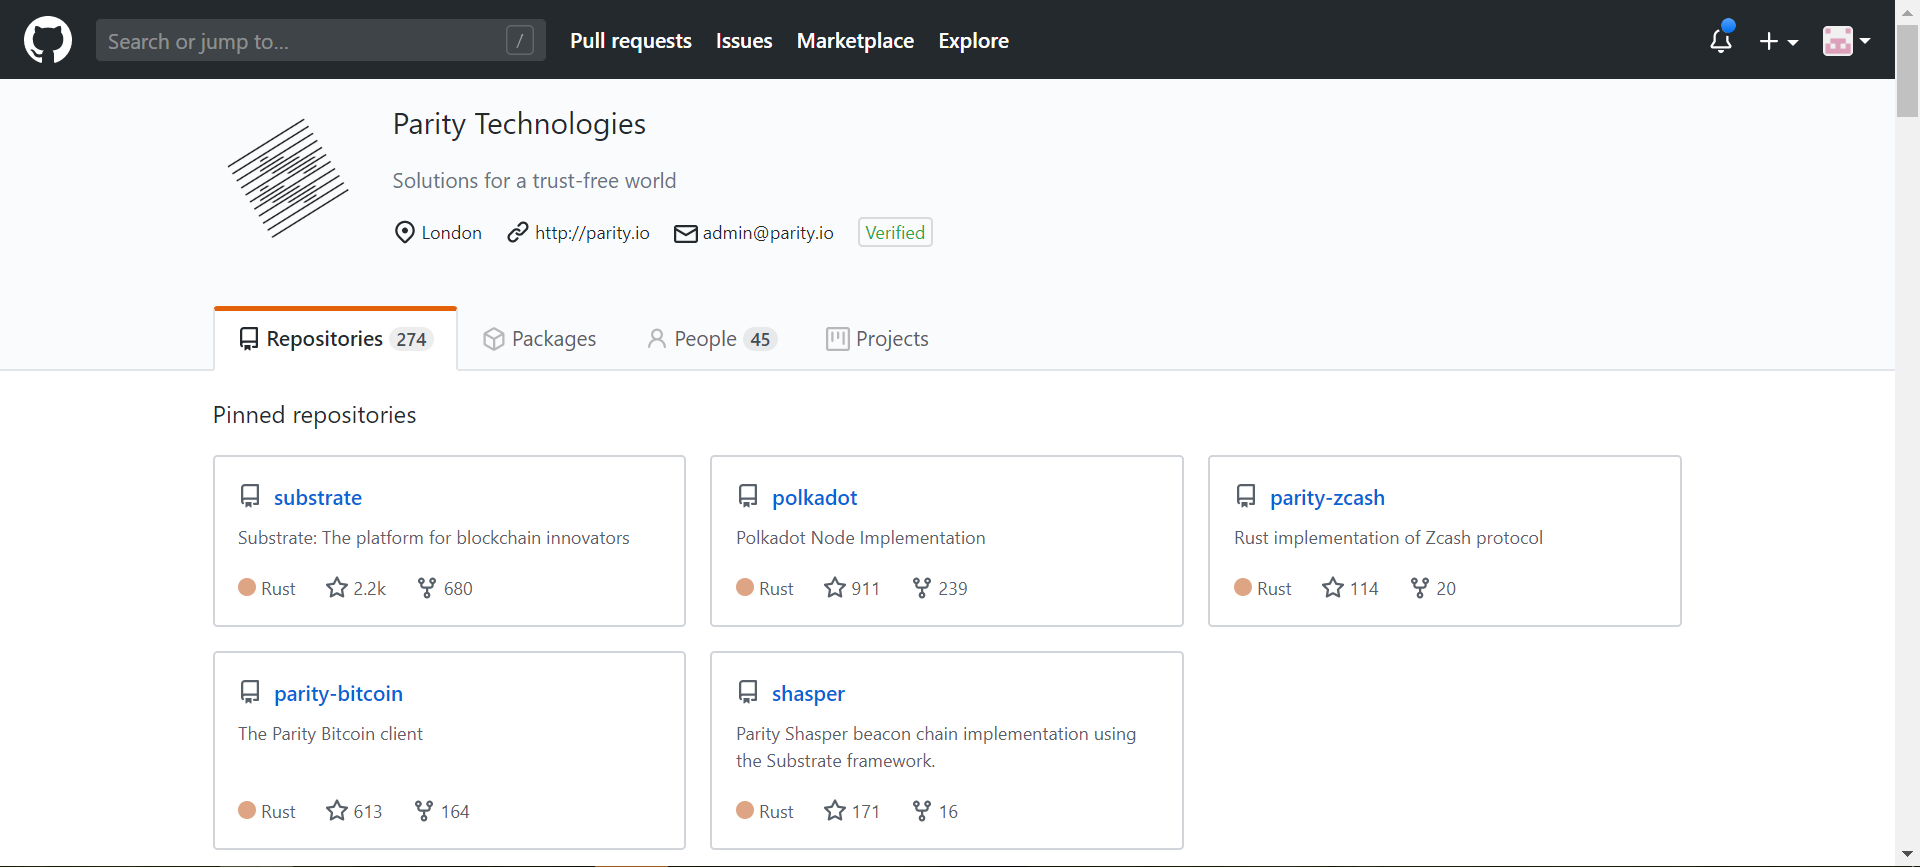 Search or jump to... / Pull requests Issues Marketplace Explore
Parity Technologies
Solutions for a trust-free world
London http://parity.io admin@parity.io Verified
Repositories 274 Packages People 45 Projects
Pinned repositories
substrate
Substrate: The platform for blockchain innovators
Rust 2.2k 680
polkadot
Polkadot Node Implementation
Rust 911 239
parity-zcash
Rust implementation of Zcash protocol
Rust 114 20
parity-bitcoin
The Parity Bitcoin client
Rust 613 164
shasper
Parity Shasper beacon chain implementation using
the Substrate framework.
Rust 171 16